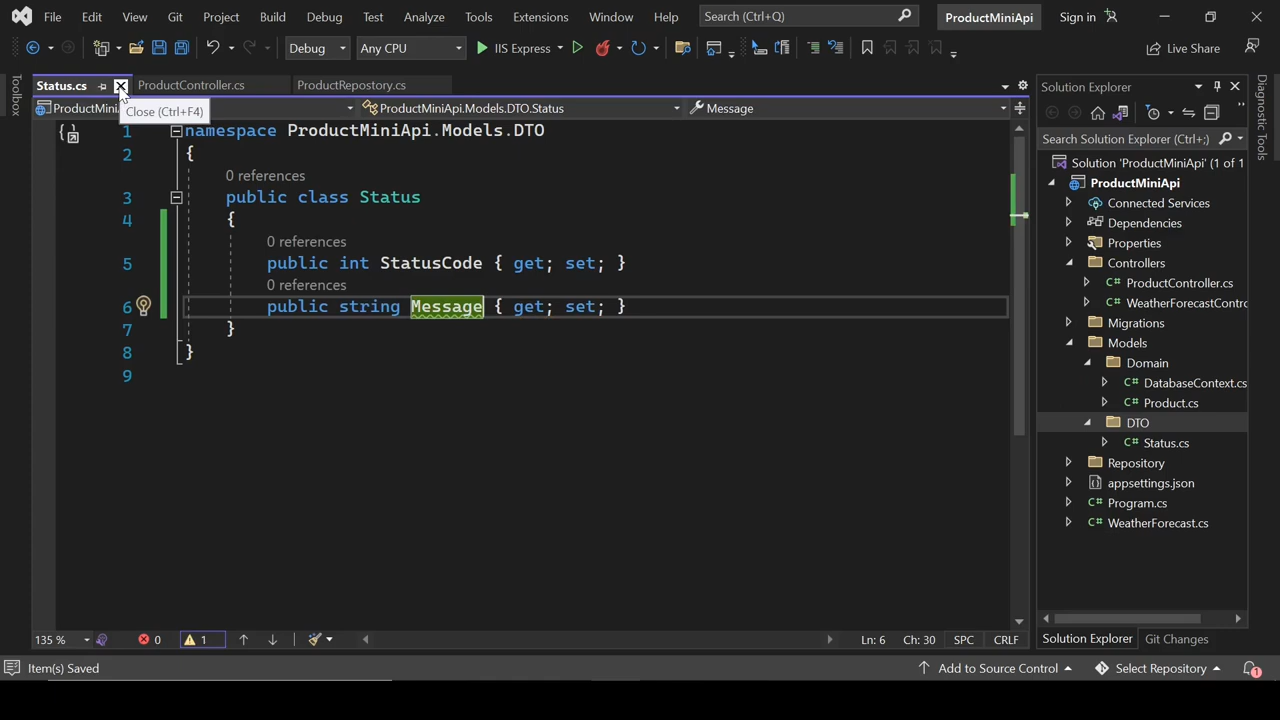 File Edit View Git Project Build Debug Test Analyze Tools Extensions Window Help Search (Ctrl+Q) ProductMiniApi Sign in
Debug Any CPU IIS Express Live Share
Toolbox
Status.cs ProductController.cs ProductRepostory.cs
ProductMini. ProductMiniApi.Models.DTO.Status Message
Close (Ctrl+F4)
1 namespace ProductMiniApi.Models.DTO
2 {
0 references
3 public class Status
4 {
0 references
5 public int StatusCode { get; set; }
0 references
6 public string Message { get; set; }
7 }
8 }
9
135 % 0 1 Ln: 6 Ch: 30 SPC CRLF
Solution Explorer
Search Solution Explorer (Ctrl+;)
Solution 'ProductMiniApi' (1 of 1
ProductMiniApi
Connected Services
Dependencies
Properties
Controllers
ProductController.cs
WeatherForecastContro
Migrations
Models
Domain
DatabaseContext.cs
Product.cs
DTO
Status.cs
Repository
appsettings.json
Program.cs
WeatherForecast.cs
Solution Explorer Git Changes
Diagnostic Tools
Item(s) Saved Add to Source Control Select Repository 1